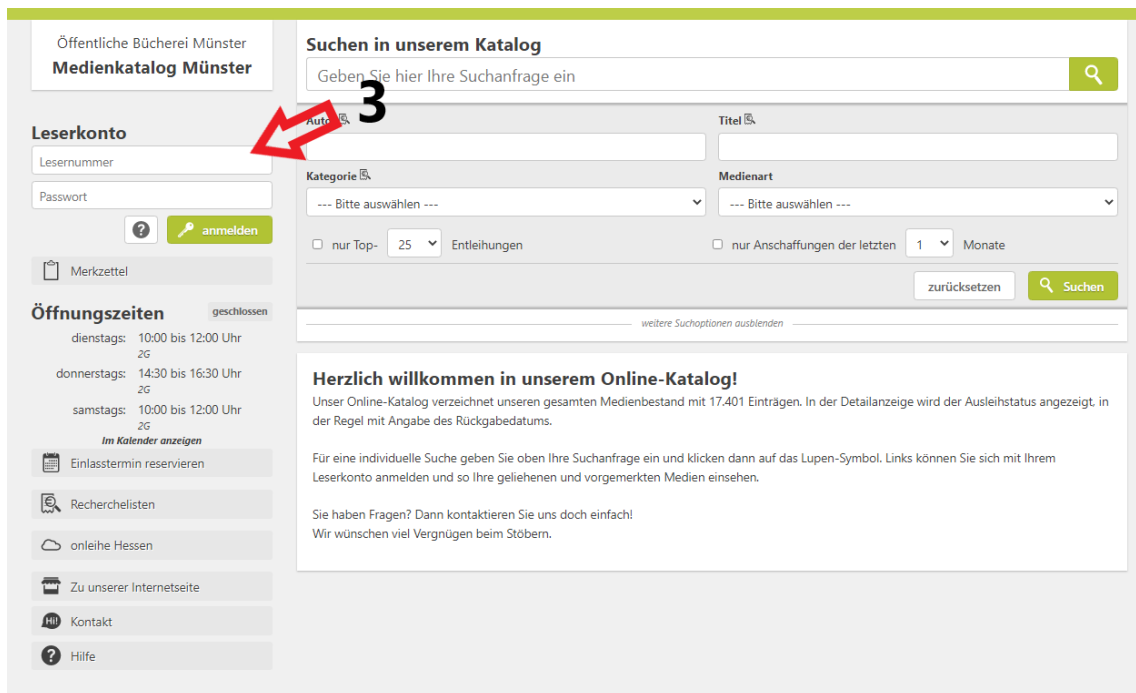 Öffentliche Bücherei Münster
Medienkatalog Münster
Leserkonto
Lesernummer
Passwort
anmelden
Merkzettel
Öffnungszeiten geschlossen
dienstags: 10:00 bis 12:00 Uhr
2G
donnerstags: 14:30 bis 16:30 Uhr
2G
samstags: 10:00 bis 12:00 Uhr
2G
Im Kalender anzeigen
Einlasstermin reservieren
Recherchelisten
onleihe Hessen
Zu unserer Internetseite
Hi!
Kontakt
Hilfe
Suchen in unserem Katalog
Geben Sie hier Ihre Suchanfrage ein
3
Autor Titel
Kategorie Medienart
--- Bitte auswählen --- --- Bitte auswählen ---
nur Top- 25 Entleihungen nur Anschaffungen der letzten 1 Monate
zurücksetzen Suchen
weitere Suchoptionen ausblenden
Herzlich willkommen in unserem Online-Katalog!
Unser Online-Katalog verzeichnet unseren gesamten Medienbestand mit 17.401 Einträgen. In der Detailanzeige wird der Ausleihstatus angezeigt, in
der Regel mit Angabe des Rückgabedatums.
Für eine individuelle Suche geben Sie oben Ihre Suchanfrage ein und klicken dann auf das Lupen-Symbol. Links können Sie sich mit Ihrem
Leserkonto anmelden und so Ihre geliehenen und vorgemerkten Medien einsehen.
Sie haben Fragen? Dann kontaktieren Sie uns doch einfach!
Wir wünschen viel Vergnügen beim Stöbern.